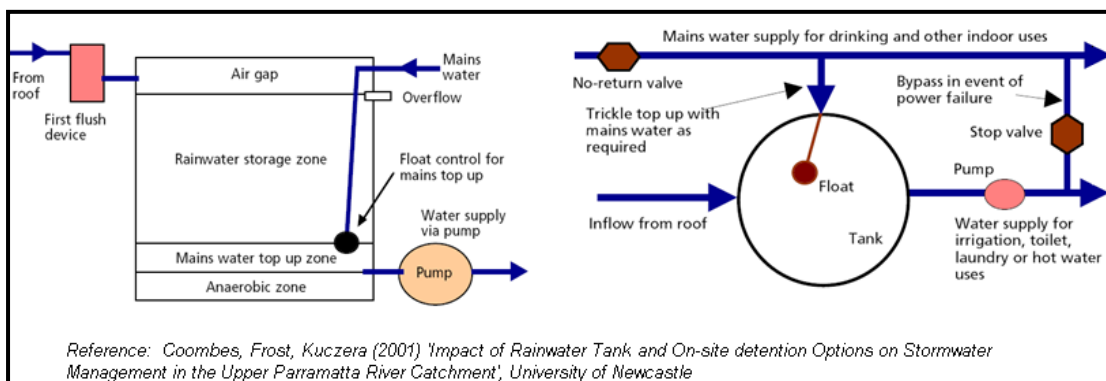 From
roof
First flush
device
Air gap
Mains
water
Overflow
Rainwater storage zone
Float control for
mains top up
Water supply
via pump
Mains water top up zone
Pump
Anaerobic zone
Mains water supply for drinking and other indoor uses
No-return valve
Bypass in event of
power failure
Trickle top up with
mains water as
required
Stop valve
Float
Pump
Inflow from roof
Tank
Water supply for
irrigation, toilet,
laundry or hot water
uses
Reference: Coombes, Frost, Kuczera (2001) 'Impact of Rainwater Tank and On-site detention Options on Stormwater
Management in the Upper Parramatta River Catchment', University of Newcastle